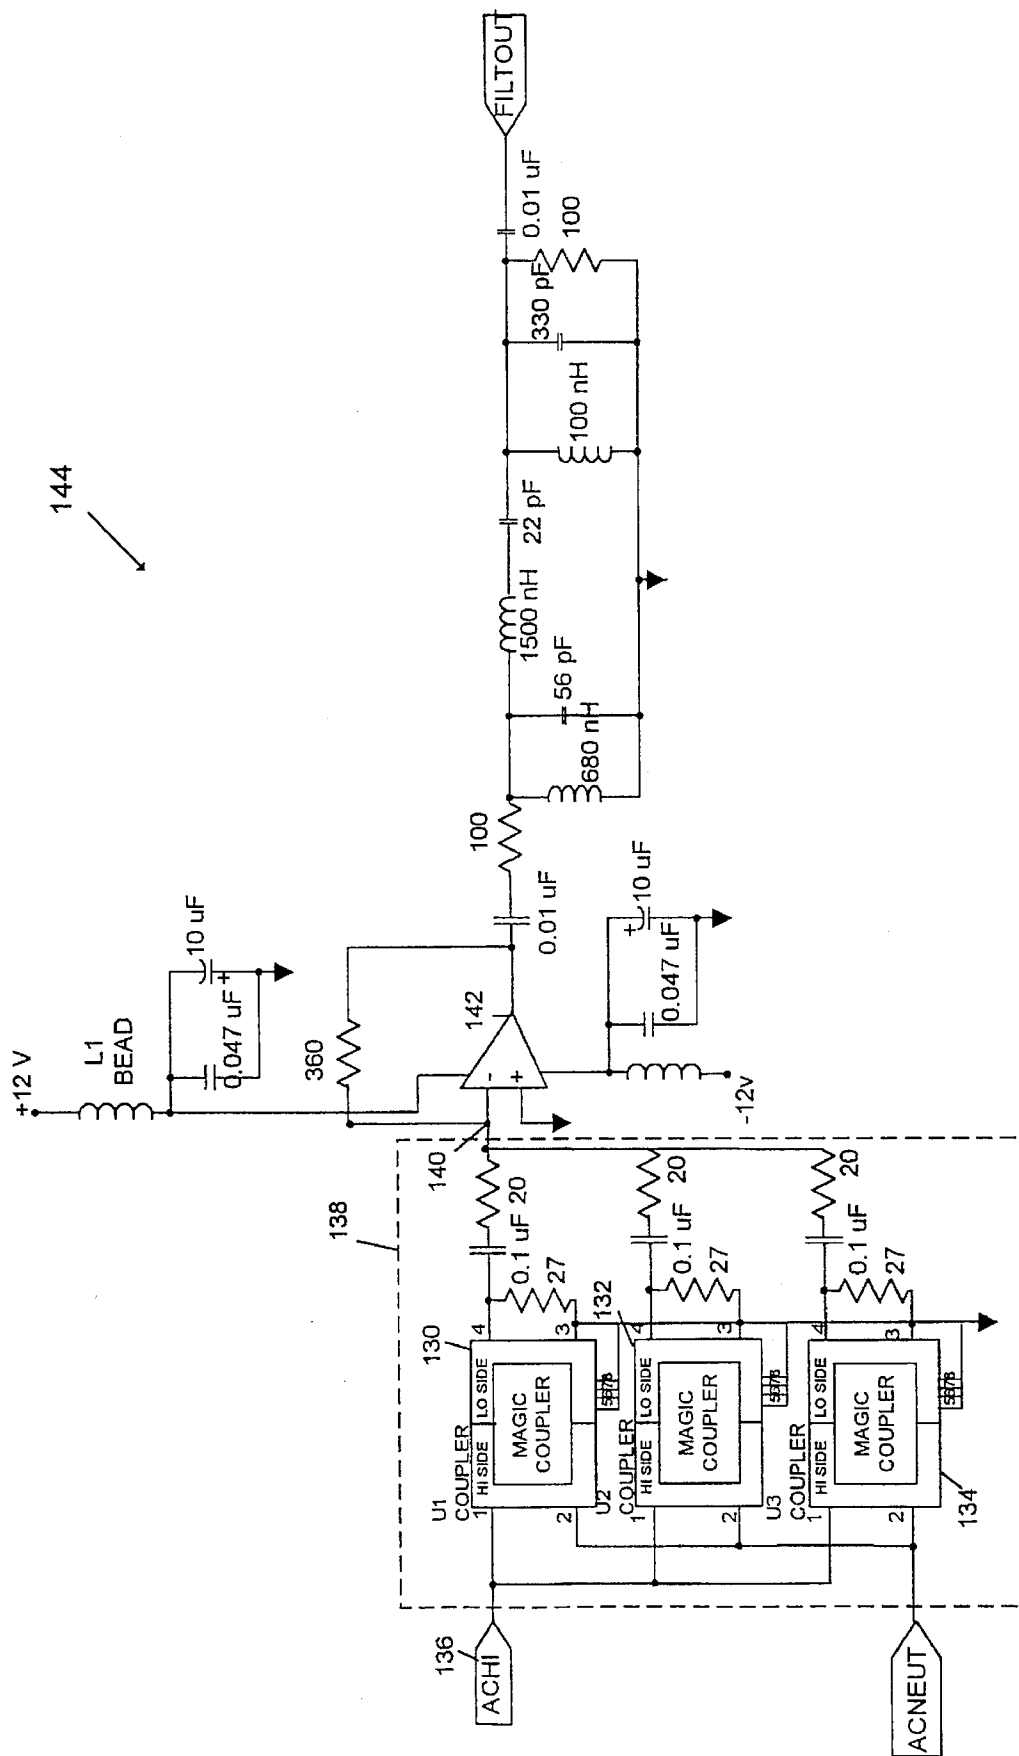 144
+12 V
L1
BEAD
10 uF
+
0.047 uF
360
142
-
+
140
138
0.01 uF
100
680 nH
56 pF
1500 nH
22 pF
100 nH
330 pF
100
0.01 uF
FILTOUT
+
10 uF
0.047 uF
-12v
136
ACHI
ACNEUT
U1
COUPLER
1
2
HI SIDE
LO SIDE
MAGIC
COUPLER
130
4
3
5678
0.1 uF
20
27
U2
COUPLER
1
2
HI SIDE
LO SIDE
MAGIC
COUPLER
132
4
3
5678
0.1 uF
20
27
U3
COUPLER
1
2
HI SIDE
LO SIDE
MAGIC
COUPLER
134
4
3
5678
0.1 uF
20
27